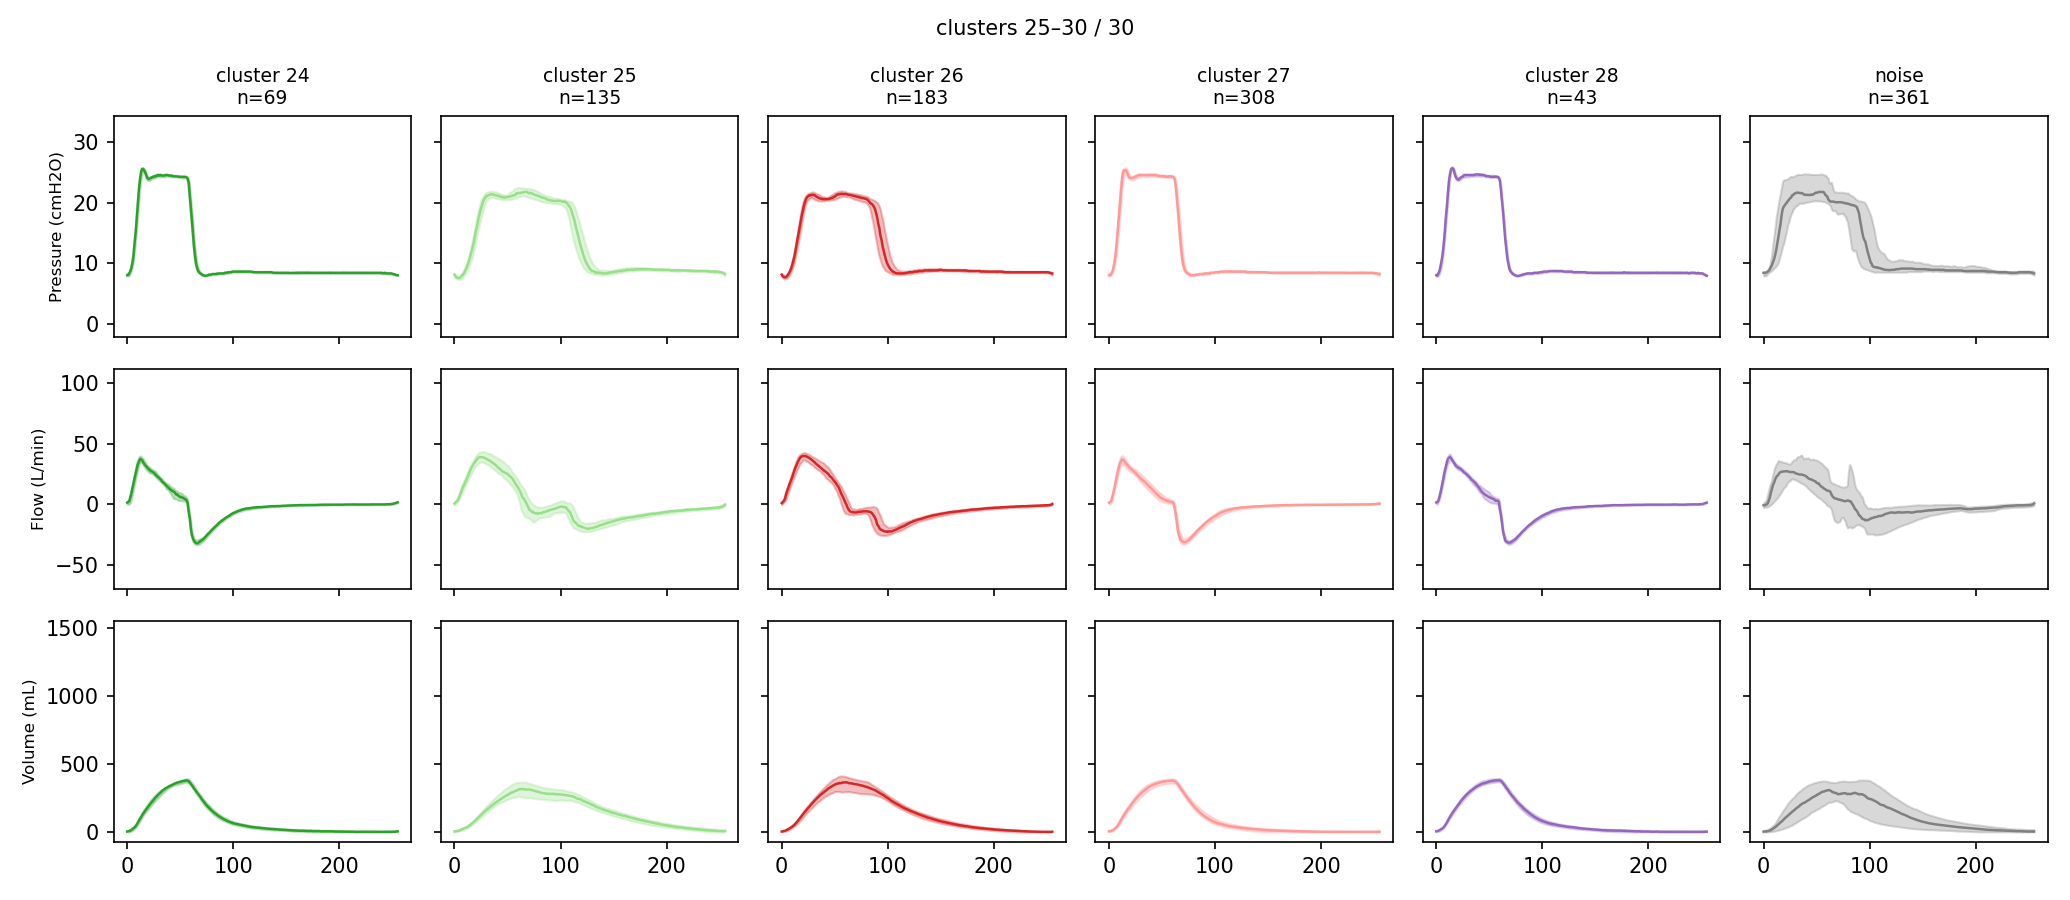 clusters 25–30 / 30
cluster 24
n=69
cluster 25
n=135
cluster 26
n=183
cluster 27
n=308
cluster 28
n=43
noise
n=361
Pressure (cmH2O)
30
20
10
0
Flow (L/min)
100
50
0
−50
Volume (mL)
1500
1000
500
0
0 100 200
0 100 200
0 100 200
0 100 200
0 100 200
0 100 200